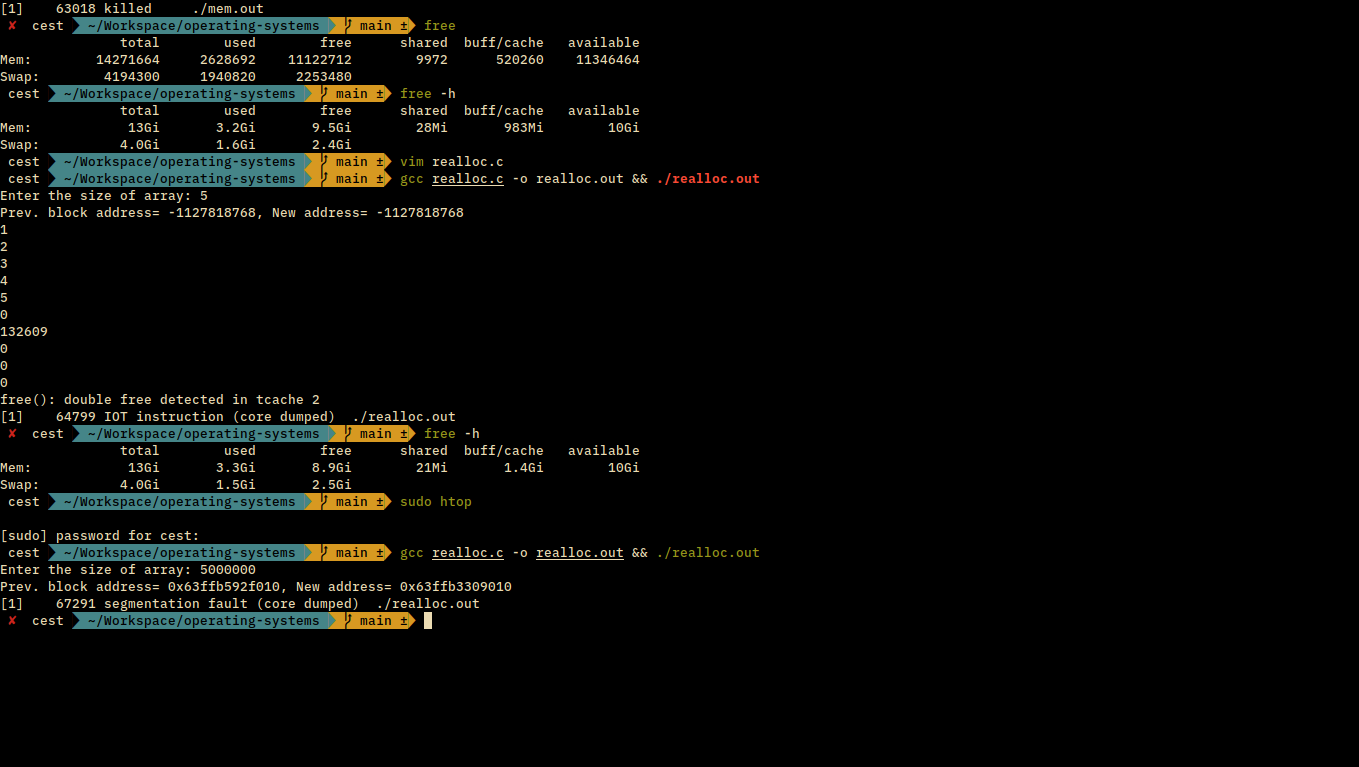 [1]    63018 killed     ./mem.out
✘  cest  ~/Workspace/operating-systems  main ±  free
               total        used        free      shared  buff/cache   available
Mem:        14271664     2628692    11122712        9972      520260    11346464
Swap:        4194300     1940820     2253480
cest  ~/Workspace/operating-systems  main ±  free -h
               total        used        free      shared  buff/cache   available
Mem:            13Gi       3.2Gi       9.5Gi        28Mi       983Mi        10Gi
Swap:          4.0Gi       1.6Gi       2.4Gi
cest  ~/Workspace/operating-systems  main ±  vim realloc.c
cest  ~/Workspace/operating-systems  main ±  gcc realloc.c -o realloc.out && ./realloc.out
Enter the size of array: 5
Prev. block address= -1127818768, New address= -1127818768
1
2
3
4
5
0
132609
0
0
0
free(): double free detected in tcache 2
[1]    64799 IOT instruction (core dumped)  ./realloc.out
✘  cest  ~/Workspace/operating-systems  main ±  free -h
               total        used        free      shared  buff/cache   available
Mem:            13Gi       3.3Gi       8.9Gi        21Mi       1.4Gi        10Gi
Swap:          4.0Gi       1.5Gi       2.5Gi
cest  ~/Workspace/operating-systems  main ±  sudo htop
[sudo] password for cest:
cest  ~/Workspace/operating-systems  main ±  gcc realloc.c -o realloc.out && ./realloc.out
Enter the size of array: 5000000
Prev. block address= 0x63ffb592f010, New address= 0x63ffb3309010
[1]    67291 segmentation fault (core dumped)  ./realloc.out
✘  cest  ~/Workspace/operating-systems  main ±